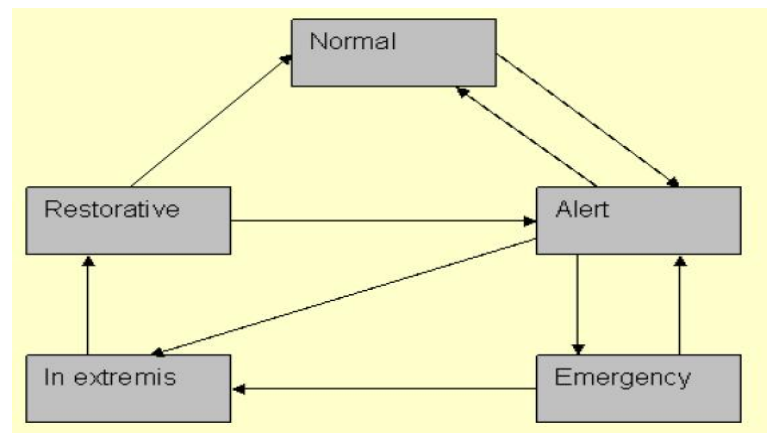 Normal
Restorative
Alert
In extremis
Emergency